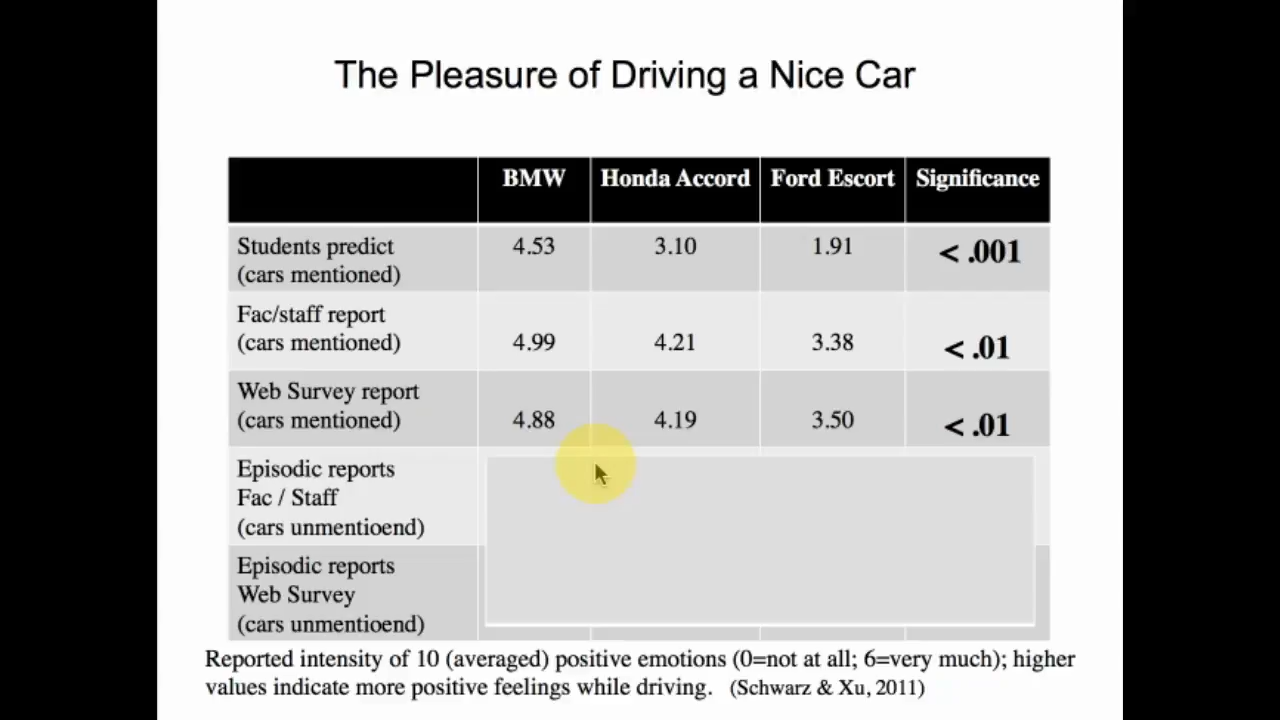 The Pleasure of Driving a Nice Car
BMW Honda Accord Ford Escort Significance
Students predict
(cars mentioned) 4.53 3.10 1.91 < .001
Fac/staff report
(cars mentioned) 4.99 4.21 3.38 < .01
Web Survey report
(cars mentioned) 4.88 4.19 3.50 < .01
Episodic reports
Fac / Staff
(cars unmentioend)
Episodic reports
Web Survey
(cars unmentioend)
Reported intensity of 10 (averaged) positive emotions (0=not at all; 6=very much); higher
values indicate more positive feelings while driving. (Schwarz & Xu, 2011)